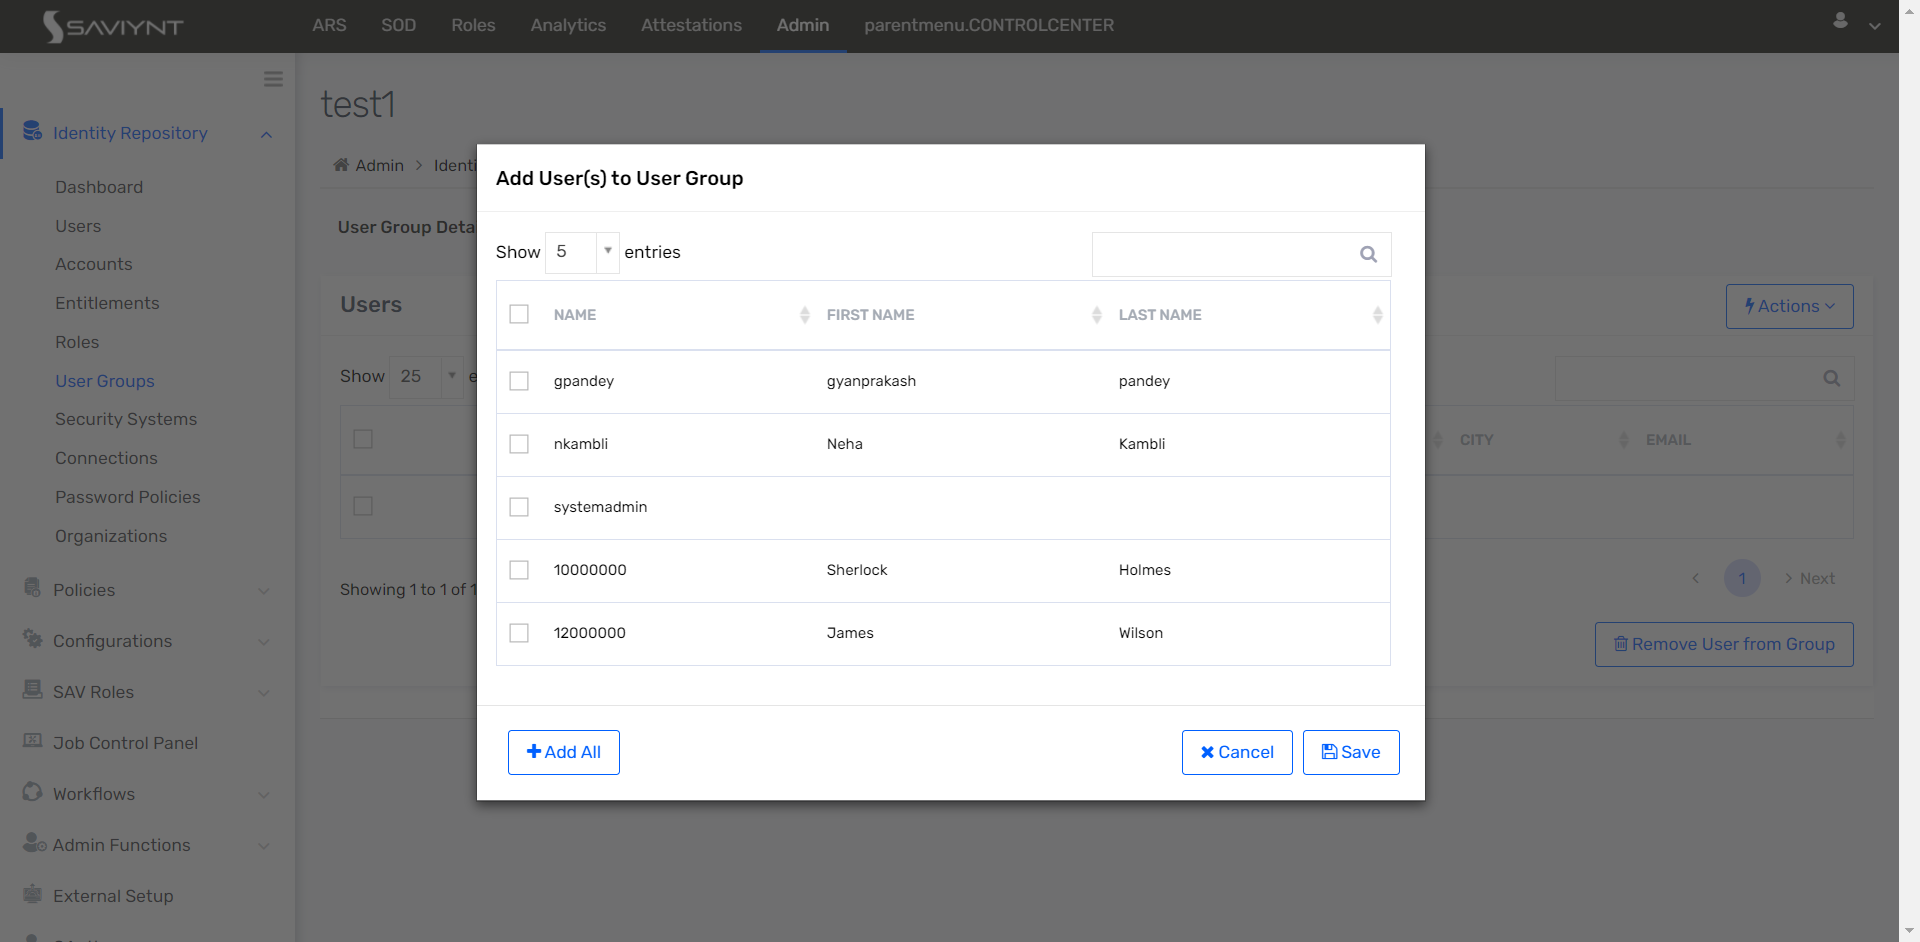 SAVIYNT
ARS SOD Roles Analytics Attestations Admin parentmenu.CONTROLCENTER
test1
Identity Repository
Dashboard
Users
Accounts
Entitlements
Roles
User Groups
Security Systems
Connections
Password Policies
Organizations
Policies
Configurations
SAV Roles
Job Control Panel
Workflows
Admin Functions
External Setup
Admin > Identi
User Group Deta
Users
Actions
Show 25 e
CITY EMAIL
Showing 1 to 1 of 1
< 1 > Next
Remove User from Group
Add User(s) to User Group
Show 5 entries
NAME FIRST NAME LAST NAME
gpandey gyanprakash pandey
nkambli Neha Kambli
systemadmin
10000000 Sherlock Holmes
12000000 James Wilson
Add All Cancel Save